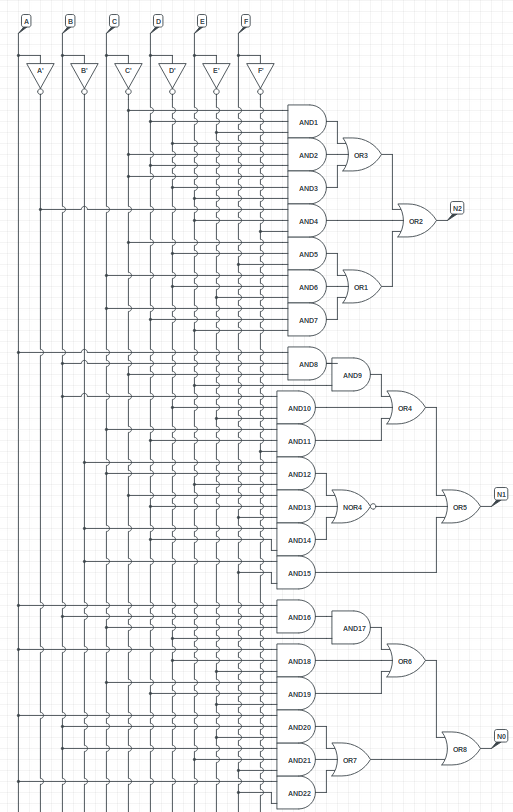 A B C D E F
A' B' C' D' E' F'
AND1
AND2 OR3
AND3
N2
AND4 OR2
AND5
AND6 OR1
AND7
AND8
AND9
AND10 OR4
AND11
AND12
N1
AND13 NOR4 OR5
AND14
AND15
AND16
AND17
AND18 OR6
AND19
AND20
N0
OR8
AND21 OR7
AND22